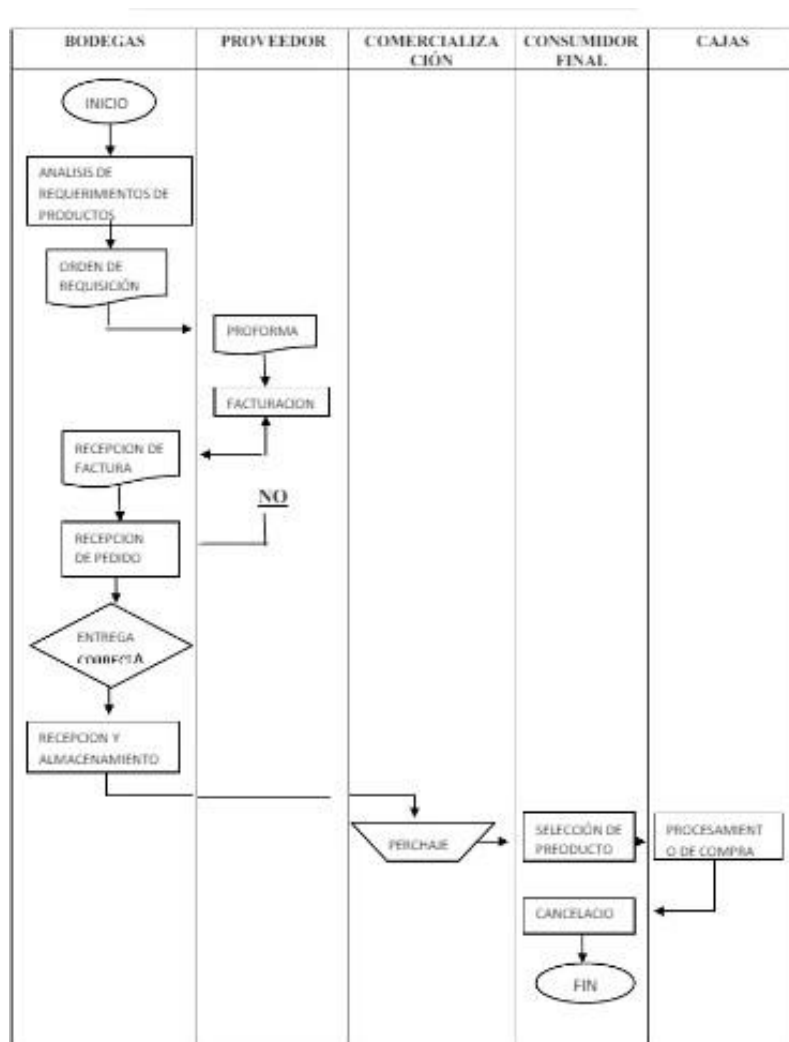 BODEGAS
PROVEEDOR
COMERCIALIZA
CIÓN
CONSUMIDOR
FINAL
CAJAS
INICIO
ANALISIS DE
REQUERIMIENTOS DE
PRODUCTOS
ORDEN DE
REQUISICIÓN
PROFORMA
FACTURACION
RECEPCION DE
FACTURA
NO
RECEPCION
DE PEDIDO
ENTREGA
CORRECTA
RECEPCION Y
ALMACENAMIENTO
PERCHAJE
SELECCIÓN DE
PREODUCTO
PROCESAMIENT
O DE COMPRA
CANCELACIO
FIN